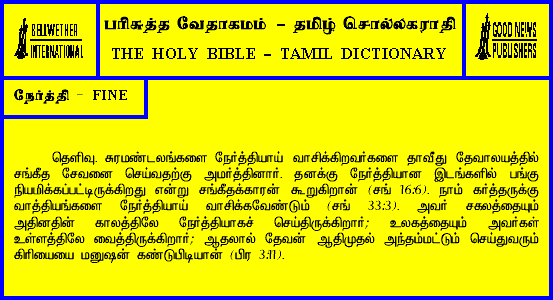 BELLWETHER
INTERNATIONAL
பரிசுத்த வேதாகமம் – தமிழ் சொல்லகராதி
THE HOLY BIBLE – TAMIL DICTIONARY
GOOD NEWS
PUBLISHERS
நேர்த்தி – FINE
தெளிவு. சுரமண்டலங்களை நேர்த்தியாய் வாசிக்கிறவர்களை தாவீது தேவாலயத்தில்
சங்கீத சேவனை செய்வதற்கு அமர்த்தினார். தனக்கு நேர்த்தியான இடங்களில் பங்கு
நியமிக்கப்பட்டிருக்கிறது என்று சங்கீதக்காரன் கூறுகிறான் (சங் 16:6). நாம் கர்த்தருக்கு
வாத்தியங்களை நேர்த்தியாய் வாசிக்கவேண்டும் (சங் 33:3). அவர் சகலத்தையும்
அதினதின் காலத்திலே நேர்த்தியாகச் செய்திருக்கிறார்; உலகத்தையும் அவர்கள்
உள்ளத்திலே வைத்திருக்கிறார்; ஆதலால் தேவன் ஆதிமுதல் அந்தம்மட்டும் செய்துவரும்
கிரியையை மனுஷன் கண்டுபிடியான் (பிர 3:11).